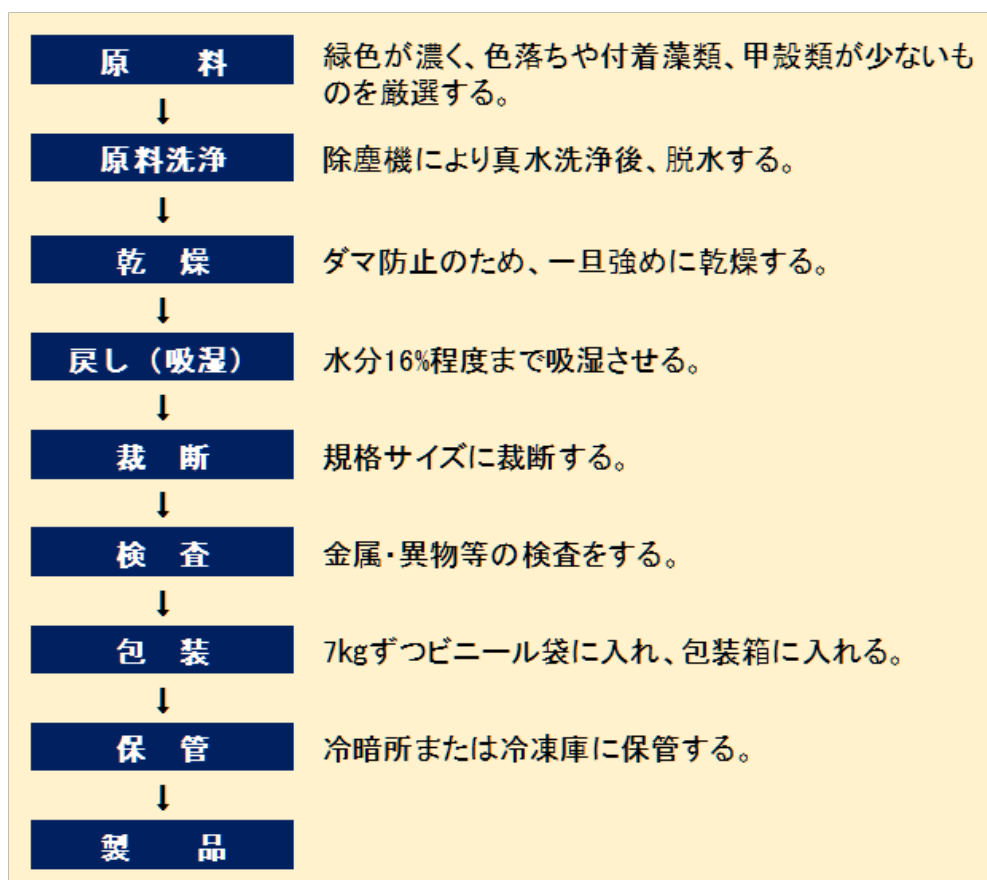 原　料
緑色が濃く、色落ちや付着藻類、甲殻類が少ないも
のを厳選する。
↓
原料洗浄
除塵機により真水洗浄後、脱水する。
↓
乾　燥
ダマ防止のため、一旦強めに乾燥する。
↓
戻し（吸湿）
水分16%程度まで吸湿させる。
↓
裁　断
規格サイズに裁断する。
↓
検　査
金属・異物等の検査をする。
↓
包　装
7kgずつビニール袋に入れ、包装箱に入れる。
↓
保　管
冷暗所または冷凍庫に保管する。
↓
製　品